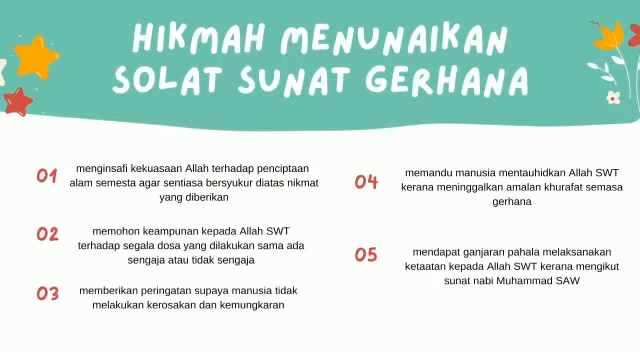 HIKMAH MENUNAIKAN
SOLAT SUNAT GERHANA
01
menginsafi kekuasaan Allah terhadap penciptaan
alam semesta agar sentiasa bersyukur diatas nikmat
yang diberikan
02
memohon keampunan kepada Allah SWT
terhadap segala dosa yang dilakukan sama ada
sengaja atau tidak sengaja
03
memberikan peringatan supaya manusia tidak
melakukan kerosakan dan kemungkaran
04
memandu manusia mentauhidkan Allah SWT
kerana meninggalkan amalan khurafat semasa
gerhana
05
mendapat ganjaran pahala melaksanakan
ketaatan kepada Allah SWT kerana mengikut
sunat nabi Muhammad SAW